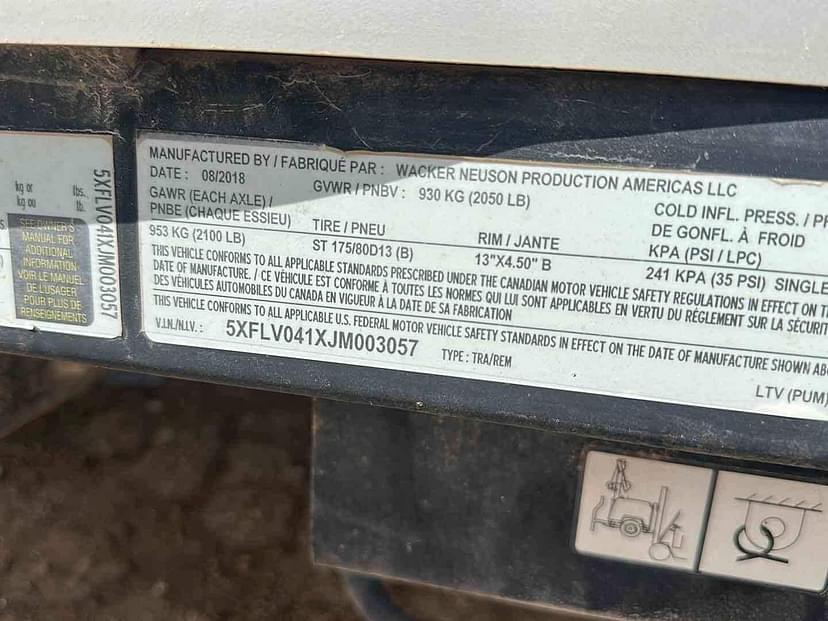 MANUFACTURED BY / FABRIQUÉ PAR : WACKER NEUSON PRODUCTION AMERICAS LLC
DATE : 08/2018 GVWR / PNBV : 930 KG (2050 LB)
GAWR (EACH AXLE) / COLD INFL. PRESS. /
PNBE (CHAQUE ESSIEU) TIRE / PNEU RIM / JANTE DE GONFL. À FROID
KPA (PSI / LPC)
953 KG (2100 LB) ST 175/80D13 (B) 13"X4.50" B 241 KPA (35 PSI) SINGLE
THIS VEHICLE CONFORMS TO ALL APPLICABLE STANDARDS PRESCRIBED UNDER THE CANADIAN MOTOR VEHICLE SAFETY REGULATIONS IN EFFECT ON THE
DATE OF MANUFACTURE. / CE VÉHICULE EST CONFORME À TOUTES LES NORMES QUI LUI SONT APPLICABLES EN VERTU DU RÉGLEMENT SUR LA SÉCURITÉ
DES VÉHICULES AUTOMOBILES DU CANADA EN VIGUEUR À LA DATE DE SA FABRICATION
THIS VEHICLE CONFORMS TO ALL APPLICABLE U.S. FEDERAL MOTOR VEHICLE SAFETY STANDARDS IN EFFECT ON THE DATE OF MANUFACTURE SHOWN
V.I.N./N.I.V. : 5XFLV041XJM003057 TYPE : TRA/REM
LTV (PUM)
kg or lbs.
kg ou lb.
SEE OWNER'S
MANUAL FOR
ADDITIONAL
INFORMATION
VOIR LE MANUEL
DE L'USAGER
POUR PLUS DE
RENSEIGNEMENTS
5XFLV041XJM003057